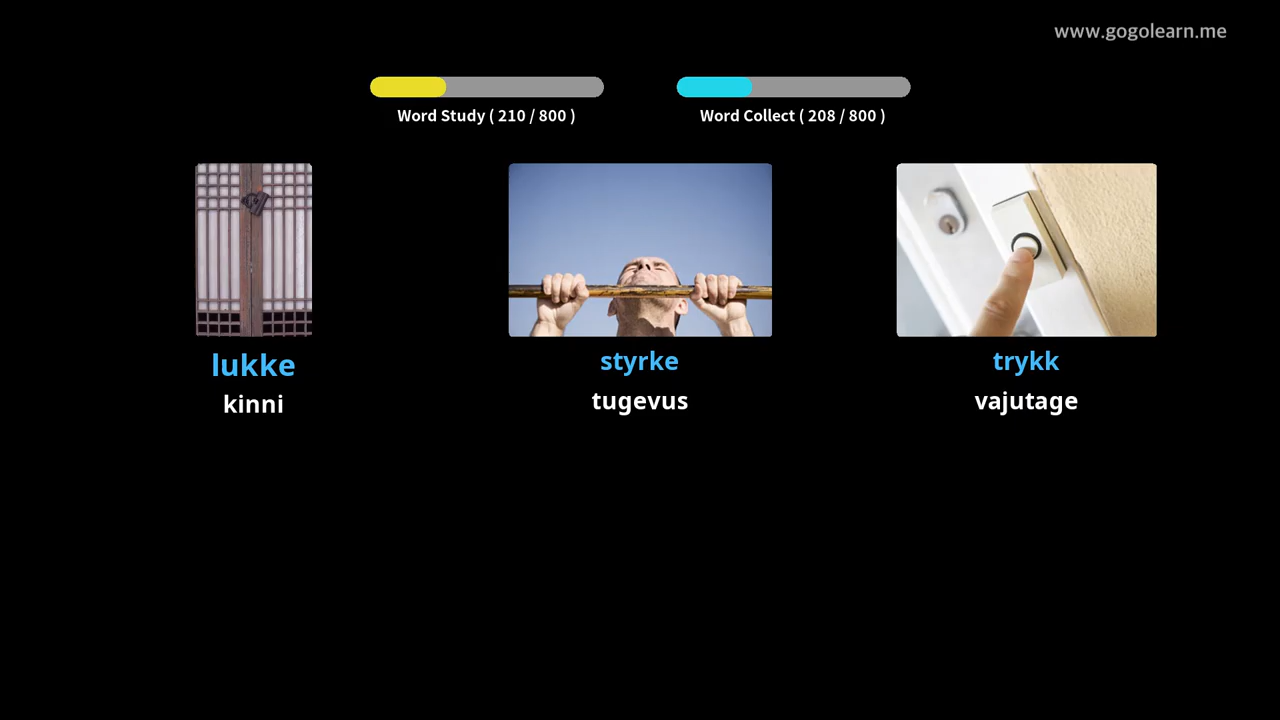 www.gogolearn.me
Word Study ( 210 / 800 )
Word Collect ( 208 / 800 )
lukke
kinni
styrke
tugevus
trykk
vajutage